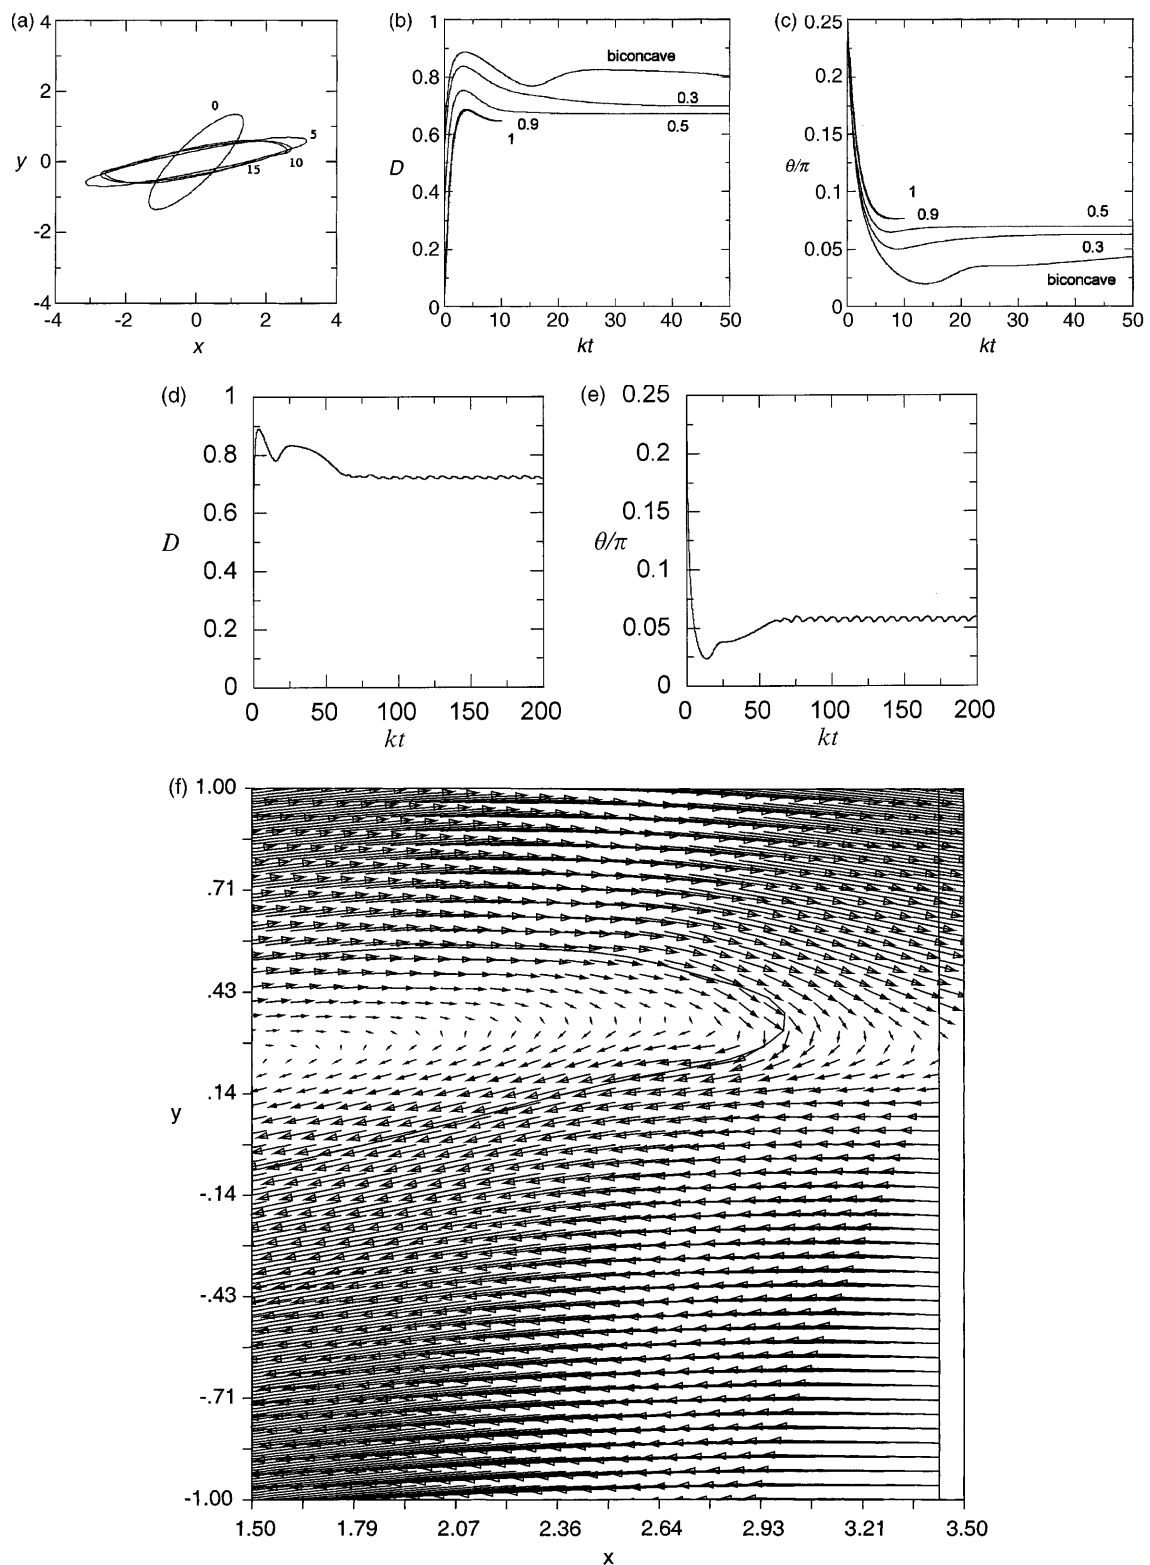 (a)
4
2
y 0
-2
-4
-4 -2 0 2 4
x
0
5
10
15
(b)
1
0.8
0.6
D
0.4
0.2
0
0 10 20 30 40 50
kt
biconcave
0.3
0.9
0.5
1
(c)
0.25
0.2
0.15
θ/π
0.1
0.05
0
0 10 20 30 40 50
kt
1
0.9
0.5
0.3
biconcave
(d)
1
0.8
0.6
D
0.4
0.2
0
0 50 100 150 200
kt
(e)
0.25
0.2
0.15
θ/π
0.1
0.05
0
0 50 100 150 200
kt
(f)
1.00
.71
.43
.14
y
-.14
-.43
-.71
-1.00
1.50 1.79 2.07 2.36 2.64 2.93 3.21 3.50
x